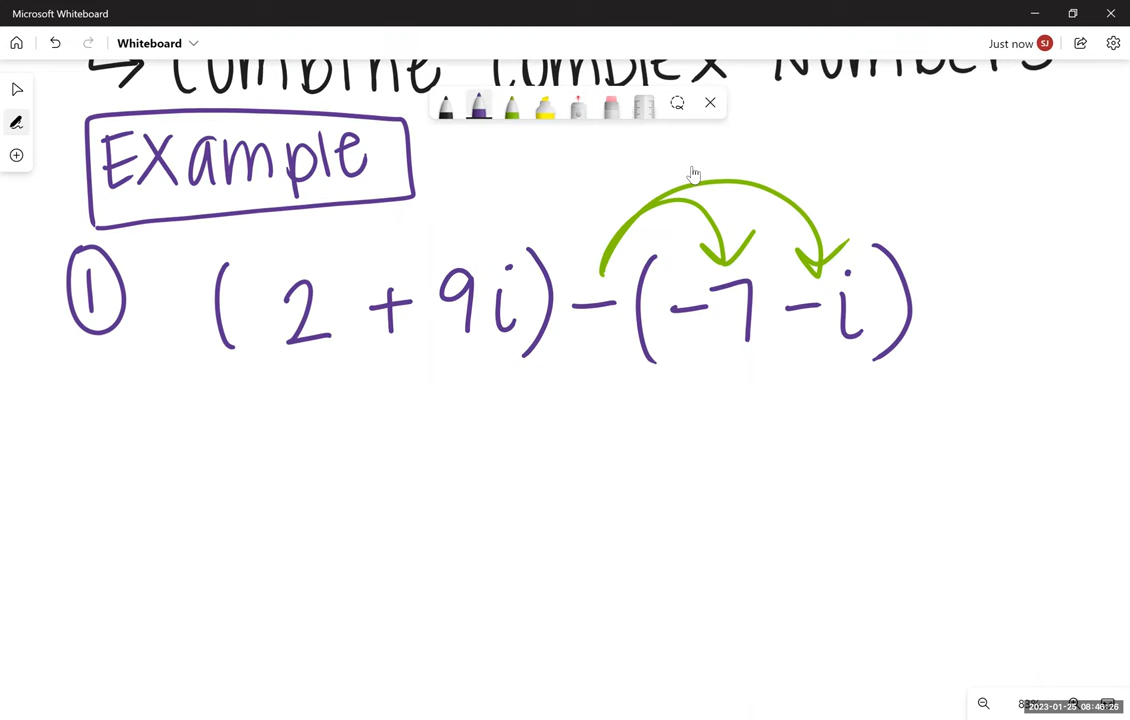 Microsoft Whiteboard
Whiteboard
Just now SJ
↳ Combine Complex Numbers
Example
① (2 + 9i) - (-7 - i)
2023-01-25 08:46:26